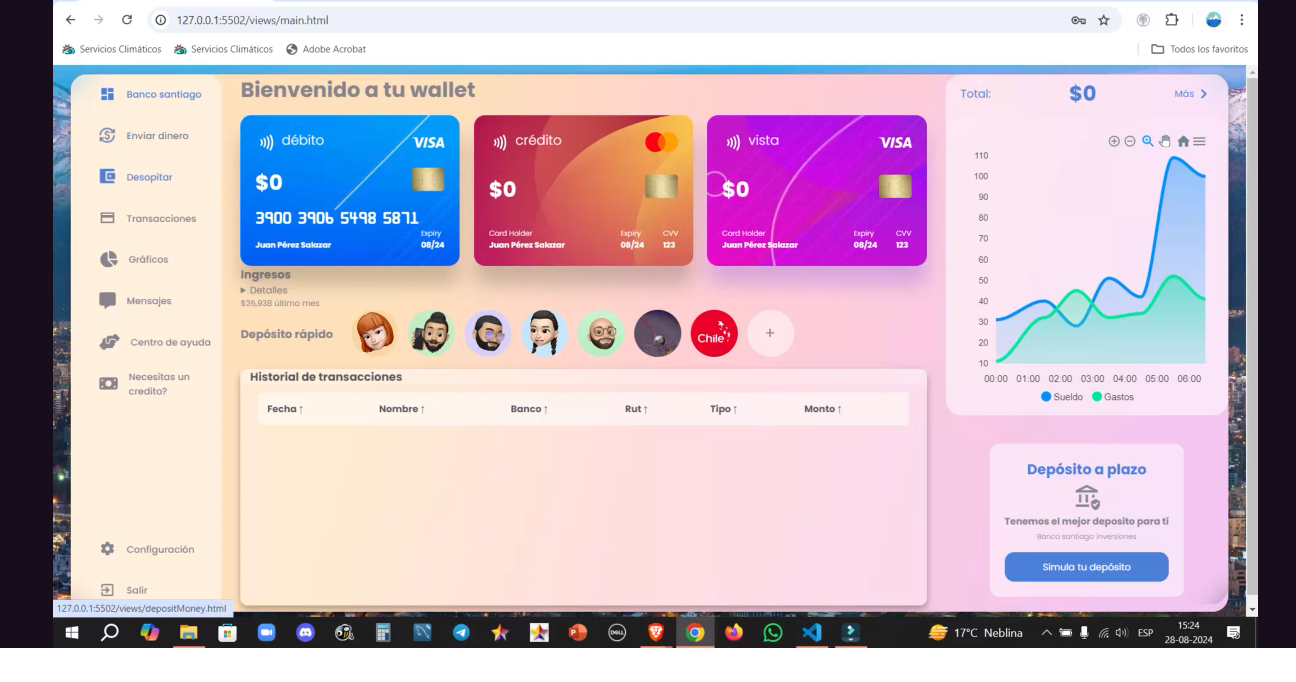 127.0.0.1:5502/views/main.html
Servicios Climáticos Servicios Climáticos Adobe Acrobat Todos los favoritos
Banco santiago
Enviar dinero
Desopitar
Transacciones
Gráficos
Mensajes
Centro de ayuda
Necesitas un
credito?
Configuración
Salir
127.0.0.1:5502/views/depositMoney.html
Bienvenido a tu wallet
débito VISA
$0
3900 3906 5498 5871
Expiry
Juan Pérez Salazar 08/24
crédito
$0
Card Holder Expiry CVV
Juan Pérez Salazar 08/24 123
vista VISA
$0
Card Holder Expiry CVV
Juan Pérez Salazar 08/24 123
Ingresos
▶ Detalles
$26,938 último mes
Depósito rápido Chile +
Historial de transacciones
Fecha ↑ Nombre ↑ Banco ↑ Rut ↑ Tipo ↑ Monto ↑
Total: $0 Más
110
100
90
80
70
60
50
40
30
20
10
00:00 01:00 02:00 03:00 04:00 05:00 06:00
Sueldo Gastos
Depósito a plazo
Tenemos el mejor deposito para tí
Banco santiago inversiones
Simula tu depósito
DELL
17°C Neblina ESP 15:24
28-08-2024